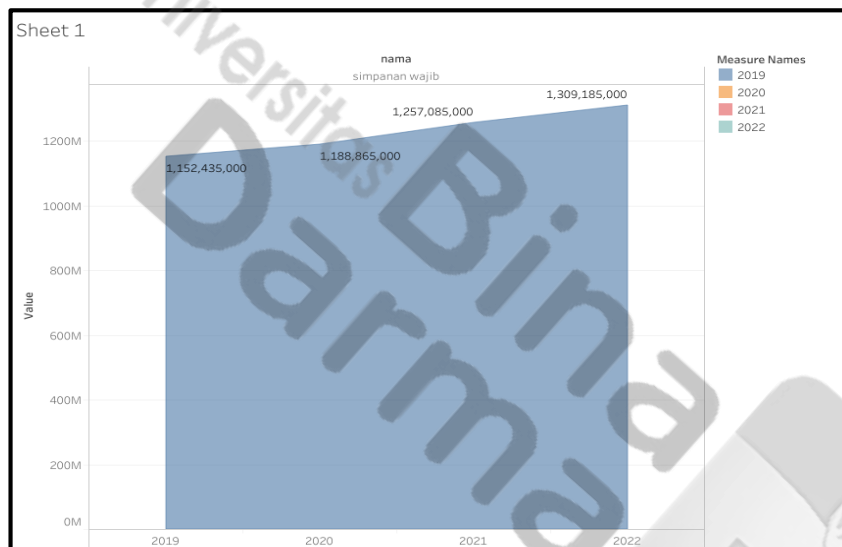 Sheet 1
nama
simpanan wajib
Measure Names
2019
2020
2021
2022
1,309,185,000
1,257,085,000
1,188,865,000
1,152,435,000
1200M
1000M
800M
600M
400M
200M
0M
Value
2019
2020
2021
2022
Universitas
Bina
Darma